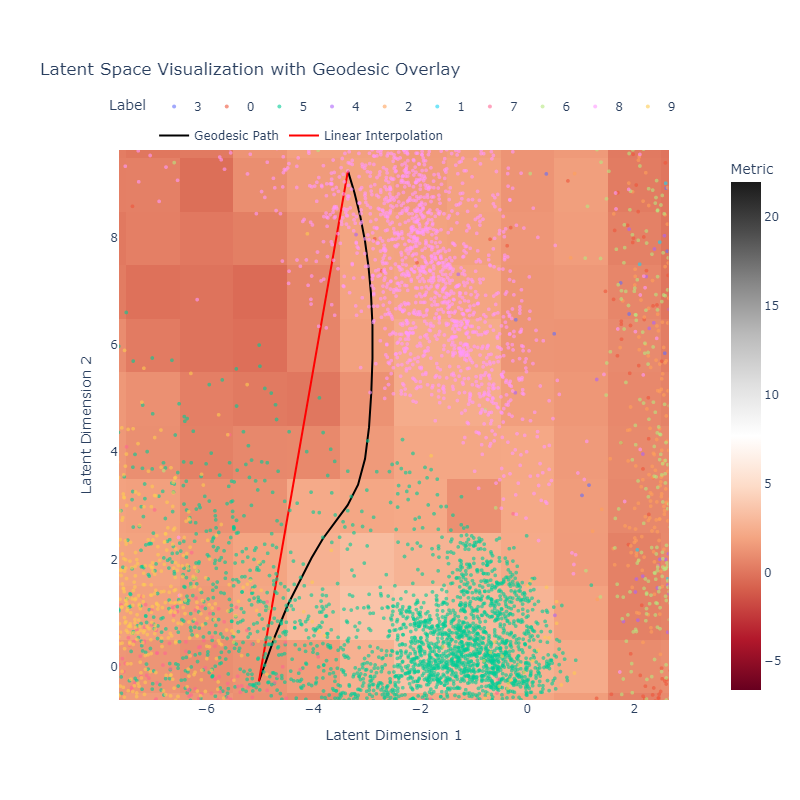 Latent Space Visualization with Geodesic Overlay
Label 3 0 5 4 2 1 7 6 8 9
Geodesic Path Linear Interpolation
Metric
20
15
10
5
0
−5
8
6
4
2
0
Latent Dimension 2
−6 −4 −2 0 2
Latent Dimension 1